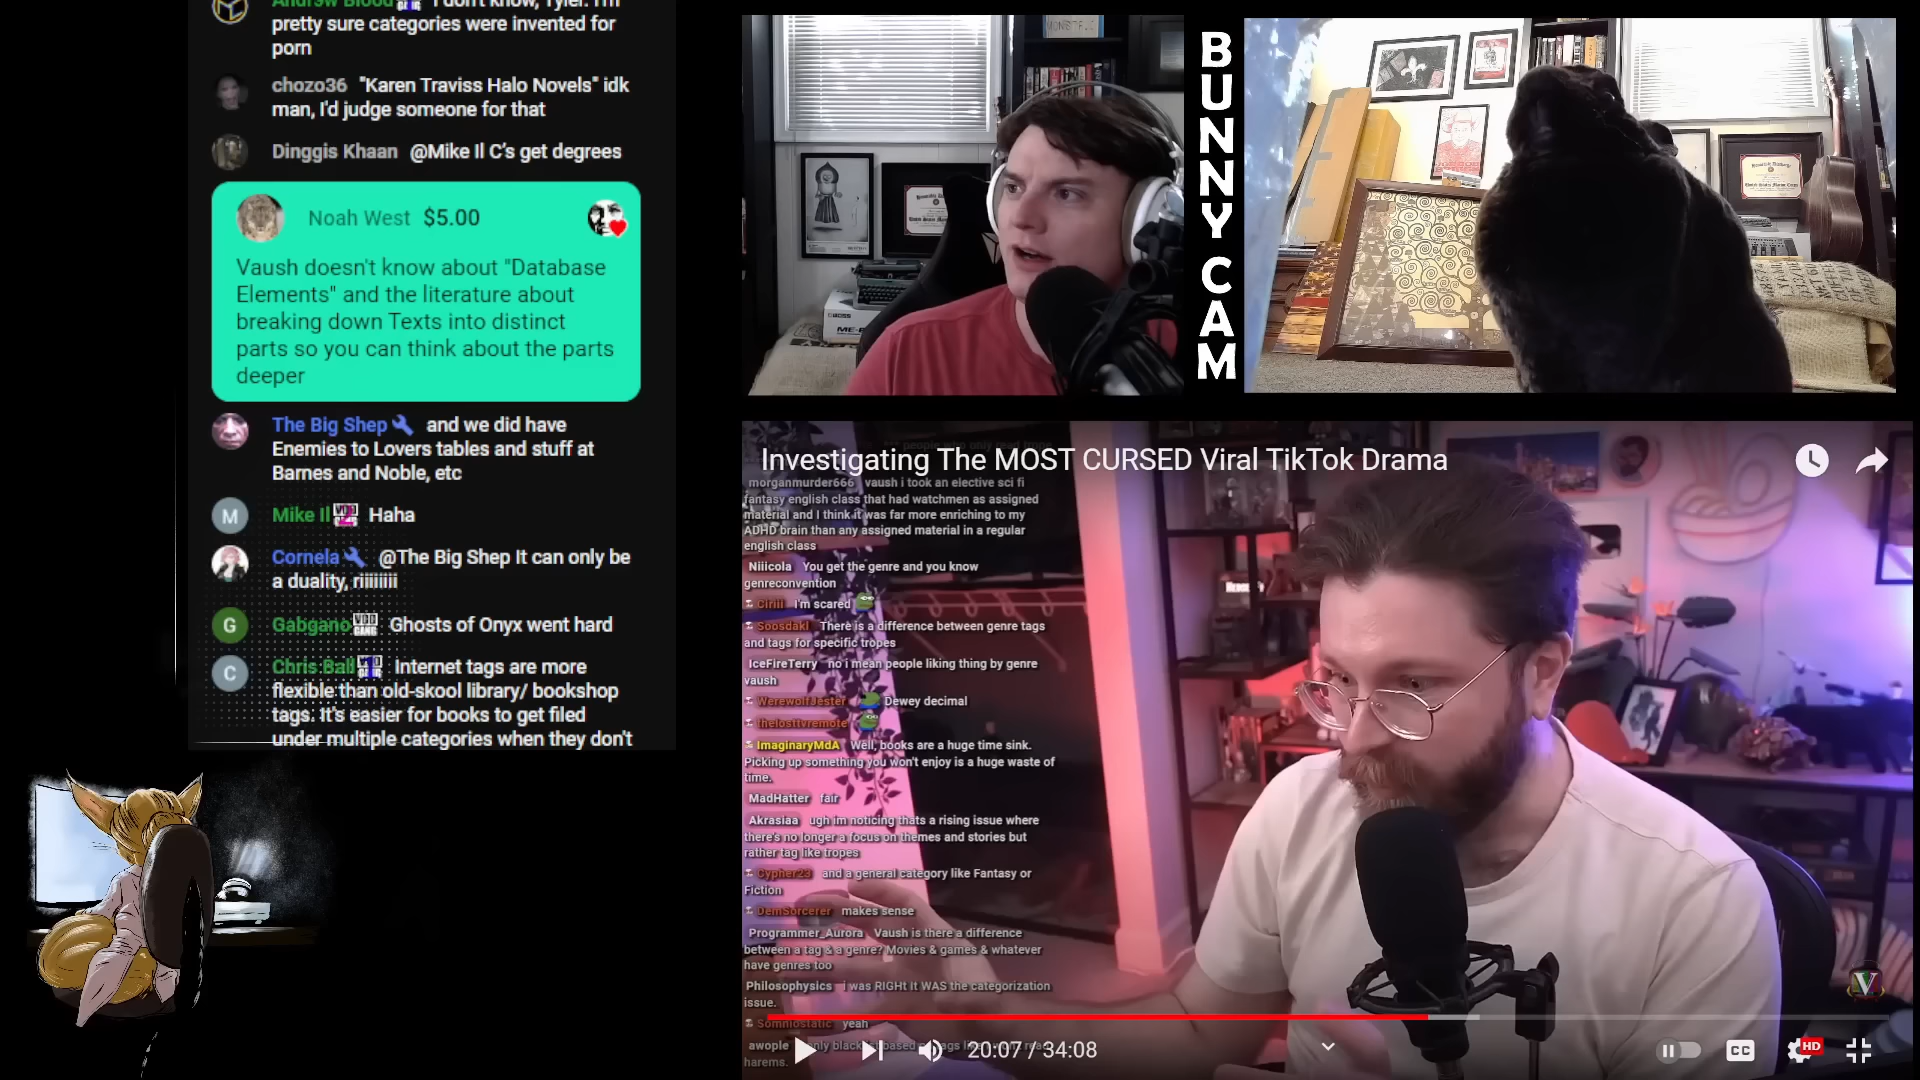 Andr3w Blood I don't know, Tyler. I'm
pretty sure categories were invented for
porn
chozo36 "Karen Traviss Halo Novels" idk
man, I'd judge someone for that
Dinggis Khaan @Mike Il C's get degrees
Noah West $5.00
Vaush doesn't know about "Database
Elements" and the literature about
breaking down Texts into distinct
parts so you can think about the parts
deeper
The Big Shep and we did have
Enemies to Lovers tables and stuff at
Barnes and Noble, etc
M
Mike Il Haha
Cornela @The Big Shep It can only be
a duality, riiiiiiii
G
Gabgano Ghosts of Onyx went hard
C
Chris Ball Internet tags are more
flexible than old-skool library/ bookshop
tags. It's easier for books to get filed
under multiple categories when they don't
BUNNY CAM
Investigating The MOST CURSED Viral TikTok Drama
morganmurder666 vaush i took an elective sci fi
fantasy english class that had watchmen as assigned
material and I think it was far more enriching to my
ADHD brain than any assigned material in a regular
english class
Niiicola You get the genre and you know
genreconvention
Cirill I'm scared
Soosdakl There is a difference between genre tags
and tags for specific tropes
IceFireTerry no i mean people liking thing by genre
vaush
WerewolfJester Dewey decimal
thelosttvremote
ImaginaryMdA Well, books are a huge time sink.
Picking up something you won't enjoy is a huge waste of
time.
MadHatter fair
Akrasiaa ugh im noticing thats a rising issue where
there's no longer a focus on themes and stories but
rather tag like tropes
Cypher23 and a general category like Fantasy or
Fiction
DemSorcerer makes sense
Programmer_Aurora Vaush is there a difference
between a tag & a genre? Movies & games & whatever
have genres too
Philosophysics i was RIGHt it WAS the categorization
issue.
Somniostatic yeah
awople
harems.
20:07 / 34:08
CC
HD
V